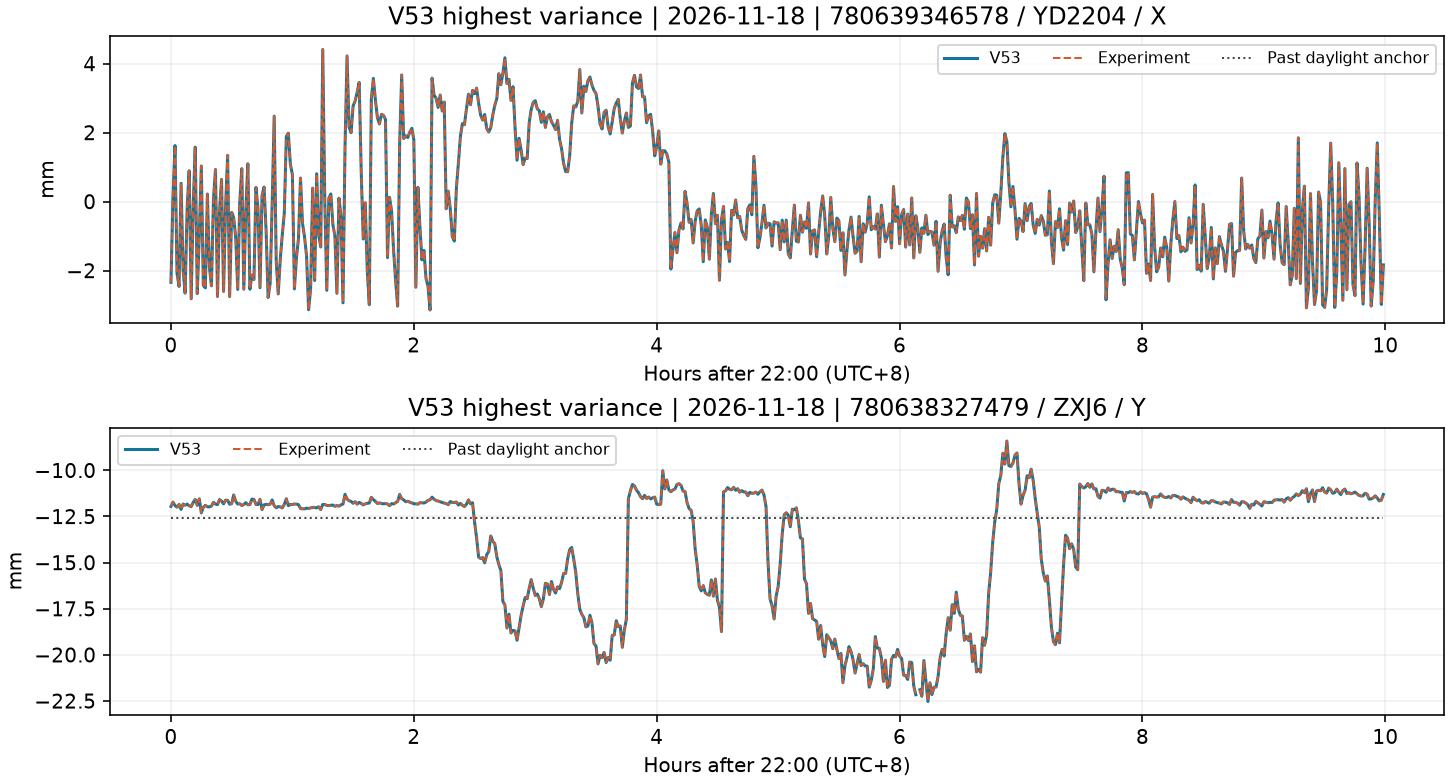 V53 highest variance | 2026-11-18 | 780639346578 / YD2204 / X
4
2
0
−2
mm
V53
Experiment
Past daylight anchor
0
2
4
6
8
10
Hours after 22:00 (UTC+8)
V53 highest variance | 2026-11-18 | 780638327479 / ZXJ6 / Y
−10.0
−12.5
−15.0
−17.5
−20.0
−22.5
mm
V53
Experiment
Past daylight anchor
0
2
4
6
8
10
Hours after 22:00 (UTC+8)